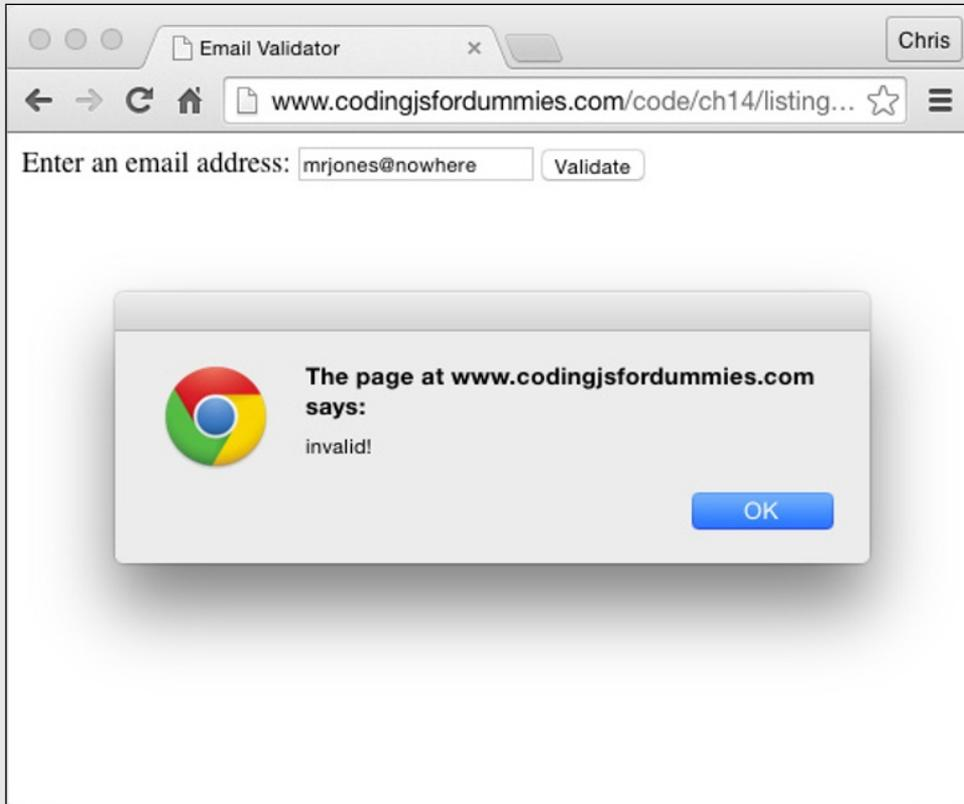 Email Validator
Chris
www.codingjsfordummies.com/code/ch14/listing...
Enter an email address: mrjones@nowhere Validate
The page at www.codingjsfordummies.com
says:
invalid!
OK